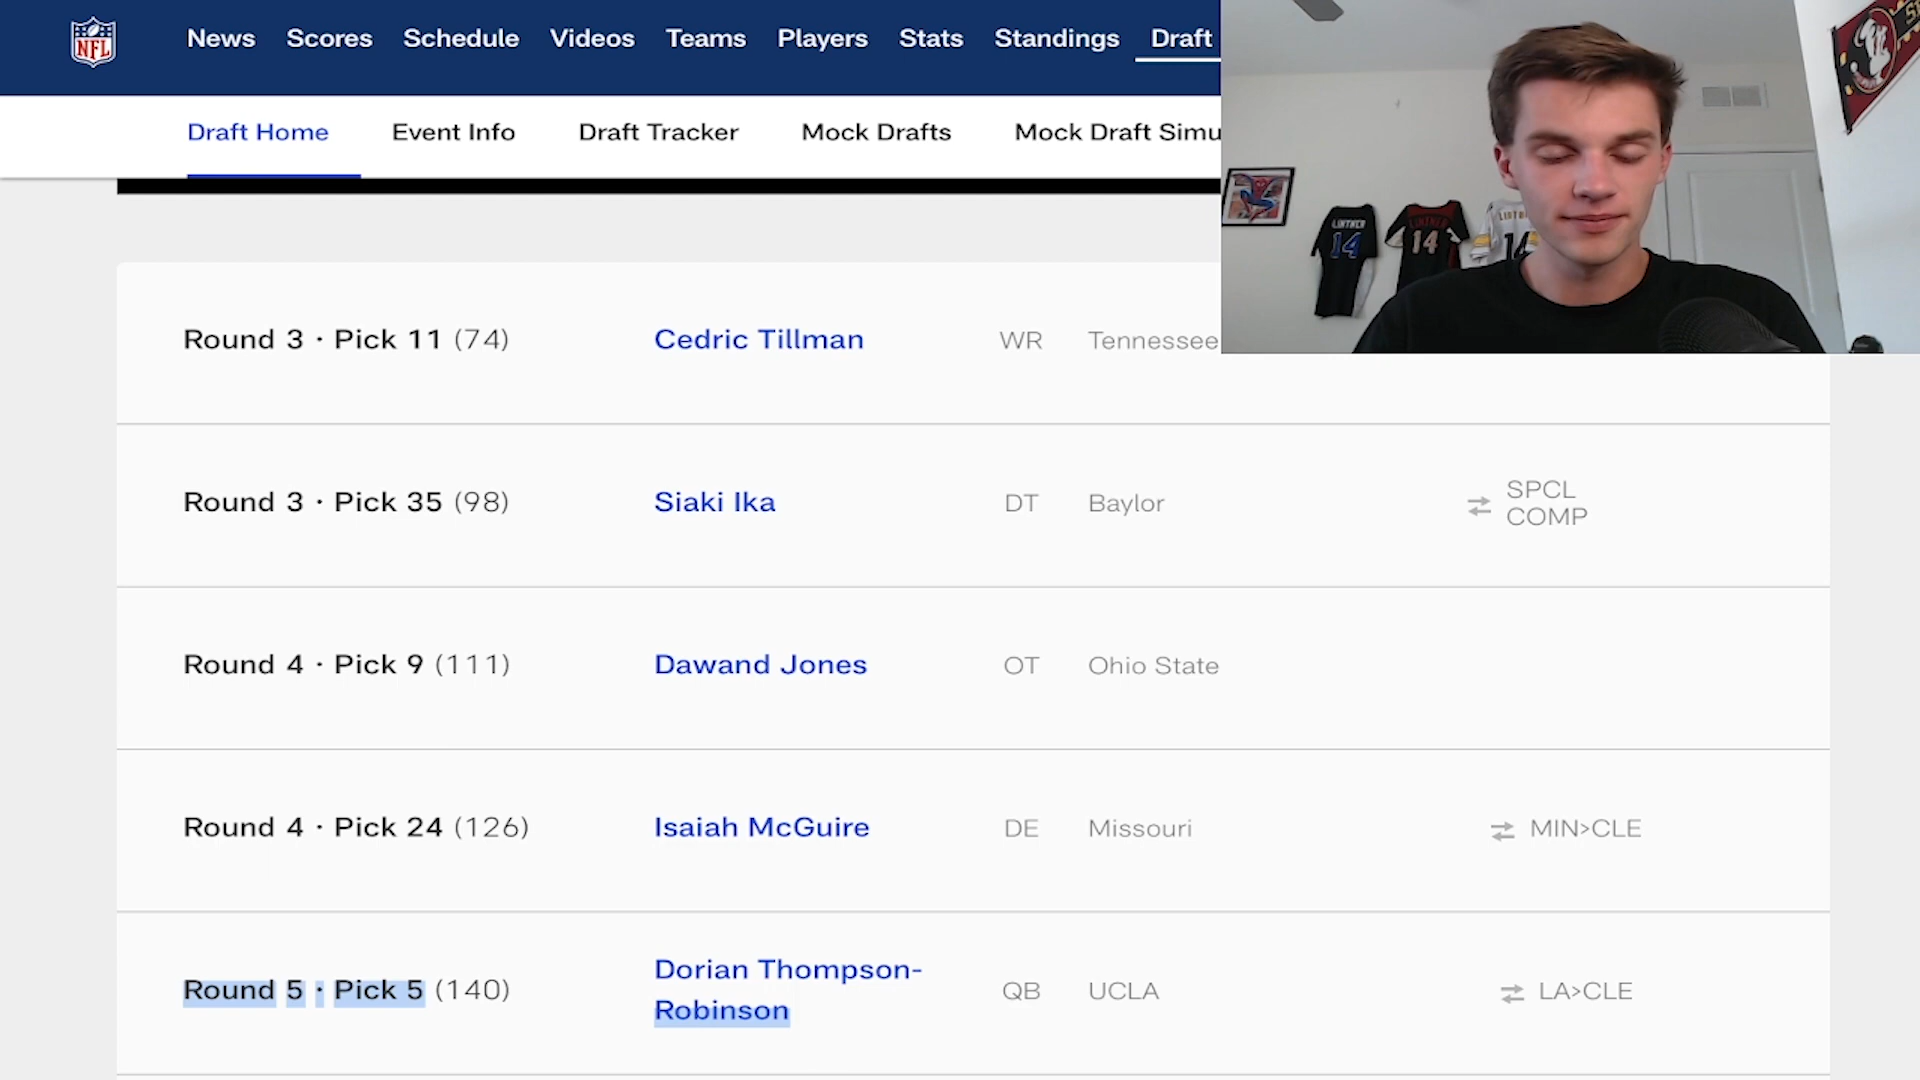 NFL
News Scores Schedule Videos Teams Players Stats Standings Draft
Draft Home Event Info Draft Tracker Mock Drafts Mock Draft Simu
LINTNER
14
LINTNER
14
14
Round 3 · Pick 11 (74) Cedric Tillman WR Tennessee
Round 3 · Pick 35 (98) Siaki Ika DT Baylor SPCL
COMP
Round 4 · Pick 9 (111) Dawand Jones OT Ohio State
Round 4 · Pick 24 (126) Isaiah McGuire DE Missouri MIN>CLE
Round 5 · Pick 5 (140) Dorian Thompson-
Robinson QB UCLA LA>CLE